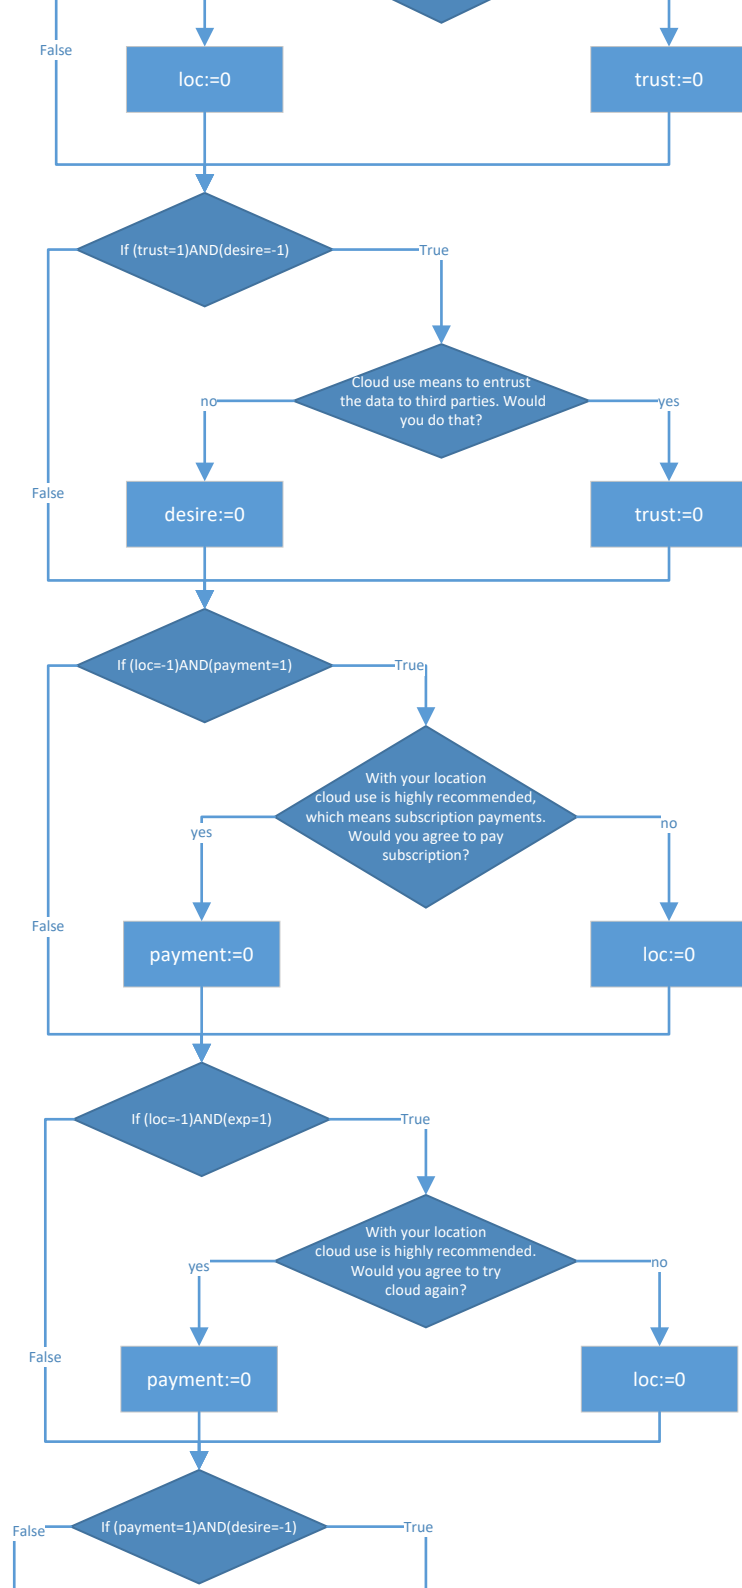 False
loc:=0
trust:=0
If (trust=1)AND(desire=-1)
True
Cloud use means to entrust
the data to third parties. Would
you do that?
no
yes
False
desire:=0
trust:=0
If (loc=-1)AND(payment=1)
True
With your location
cloud use is highly recommended,
which means subscription payments.
Would you agree to pay
subscription?
yes
no
False
payment:=0
loc:=0
If (loc=-1)AND(exp=1)
True
With your location
cloud use is highly recommended.
Would you agree to try
cloud again?
yes
no
False
payment:=0
loc:=0
If (payment=1)AND(desire=-1)
False
True